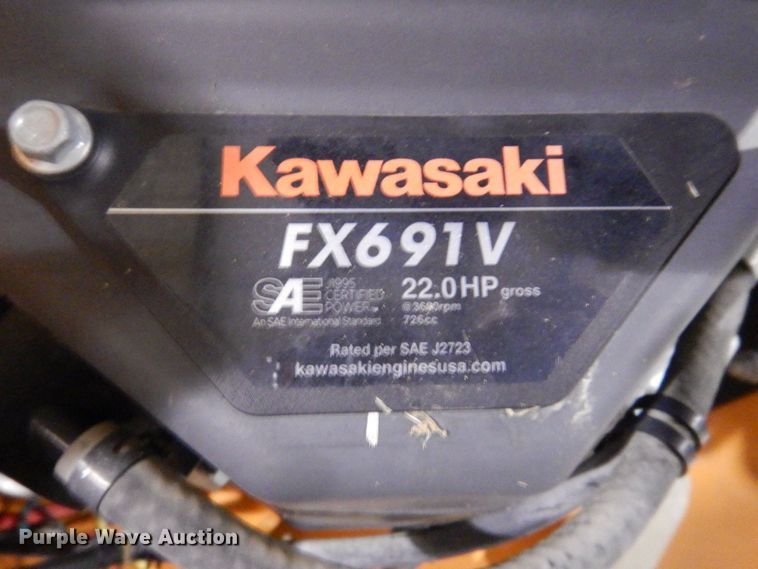 Kawasaki
FX691V
SAE J1995 CERTIFIED POWER
An SAE International Standard
22.0HP gross
@3600rpm
726cc
Rated per SAE J2723
kawasakienginesusa.com
Purple Wave Auction